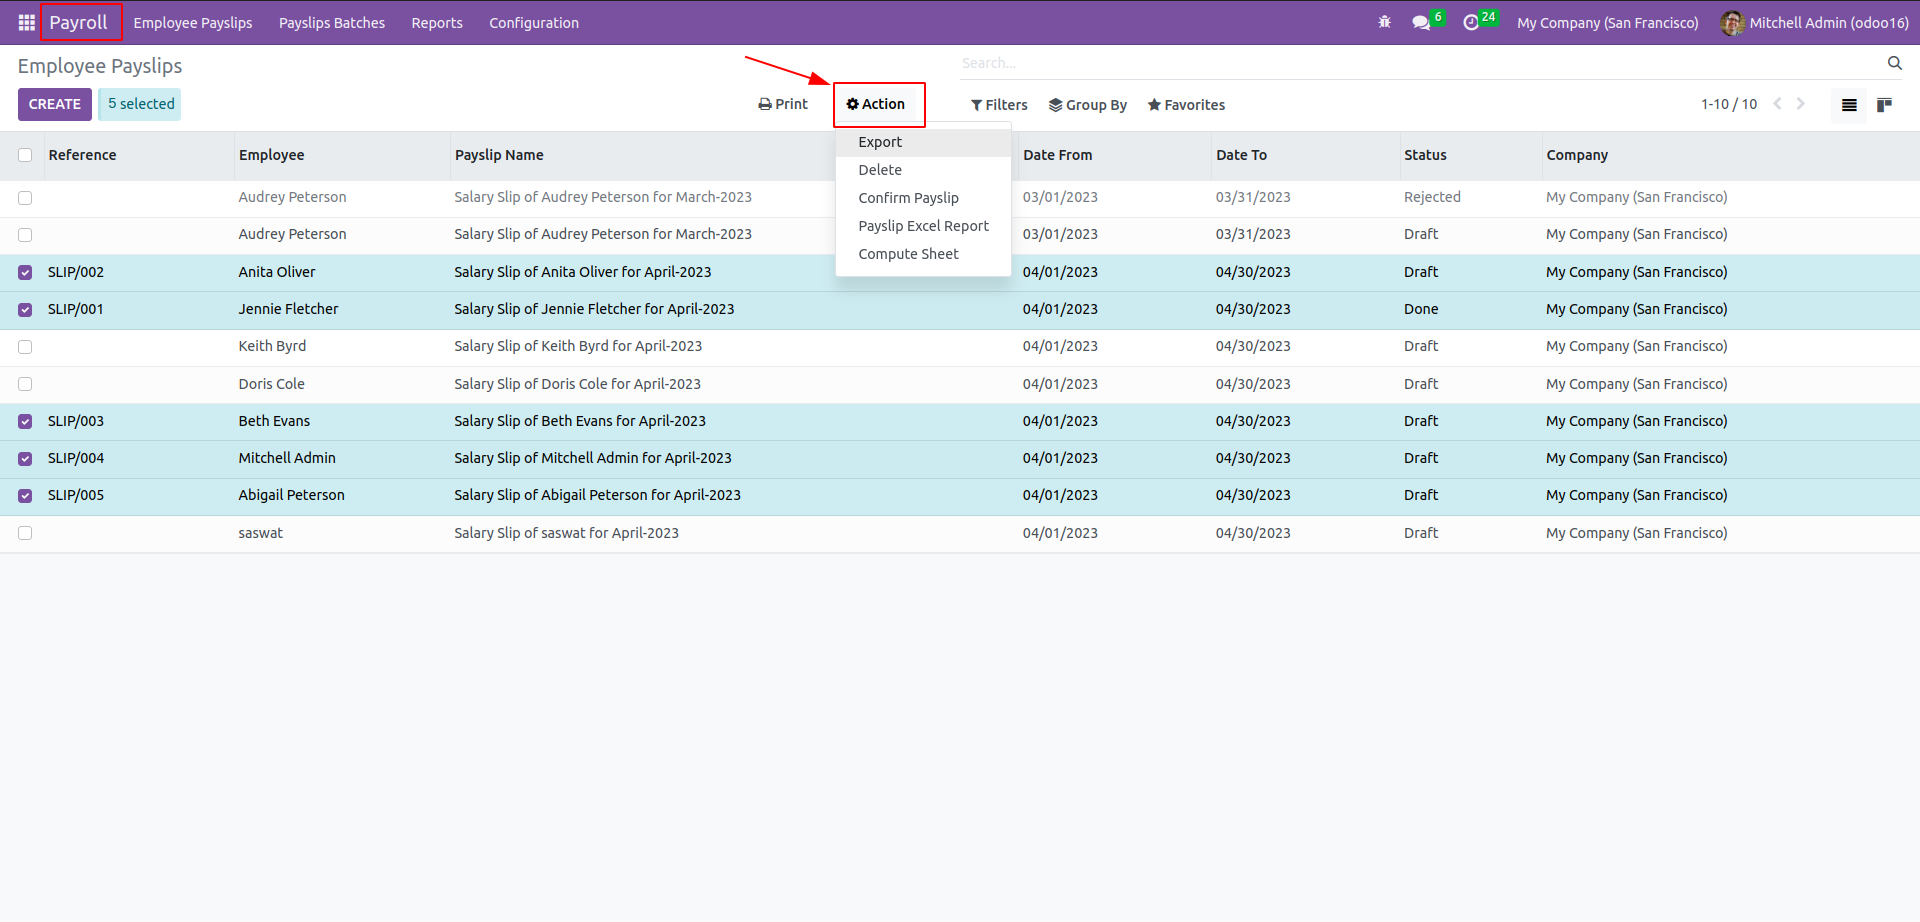 Payroll Employee Payslips Payslips Batches Reports Configuration 6 24 My Company (San Francisco) Mitchell Admin (odoo16)
Employee Payslips Search...
CREATE 5 selected Print Action Filters Group By Favorites 1-10 / 10
Export
Delete
Confirm Payslip
Payslip Excel Report
Compute Sheet
Reference Employee Payslip Name Date From Date To Status Company
Audrey Peterson Salary Slip of Audrey Peterson for March-2023 03/01/2023 03/31/2023 Rejected My Company (San Francisco)
Audrey Peterson Salary Slip of Audrey Peterson for March-2023 03/01/2023 03/31/2023 Draft My Company (San Francisco)
SLIP/002 Anita Oliver Salary Slip of Anita Oliver for April-2023 04/01/2023 04/30/2023 Draft My Company (San Francisco)
SLIP/001 Jennie Fletcher Salary Slip of Jennie Fletcher for April-2023 04/01/2023 04/30/2023 Done My Company (San Francisco)
Keith Byrd Salary Slip of Keith Byrd for April-2023 04/01/2023 04/30/2023 Draft My Company (San Francisco)
Doris Cole Salary Slip of Doris Cole for April-2023 04/01/2023 04/30/2023 Draft My Company (San Francisco)
SLIP/003 Beth Evans Salary Slip of Beth Evans for April-2023 04/01/2023 04/30/2023 Draft My Company (San Francisco)
SLIP/004 Mitchell Admin Salary Slip of Mitchell Admin for April-2023 04/01/2023 04/30/2023 Draft My Company (San Francisco)
SLIP/005 Abigail Peterson Salary Slip of Abigail Peterson for April-2023 04/01/2023 04/30/2023 Draft My Company (San Francisco)
saswat Salary Slip of saswat for April-2023 04/01/2023 04/30/2023 Draft My Company (San Francisco)